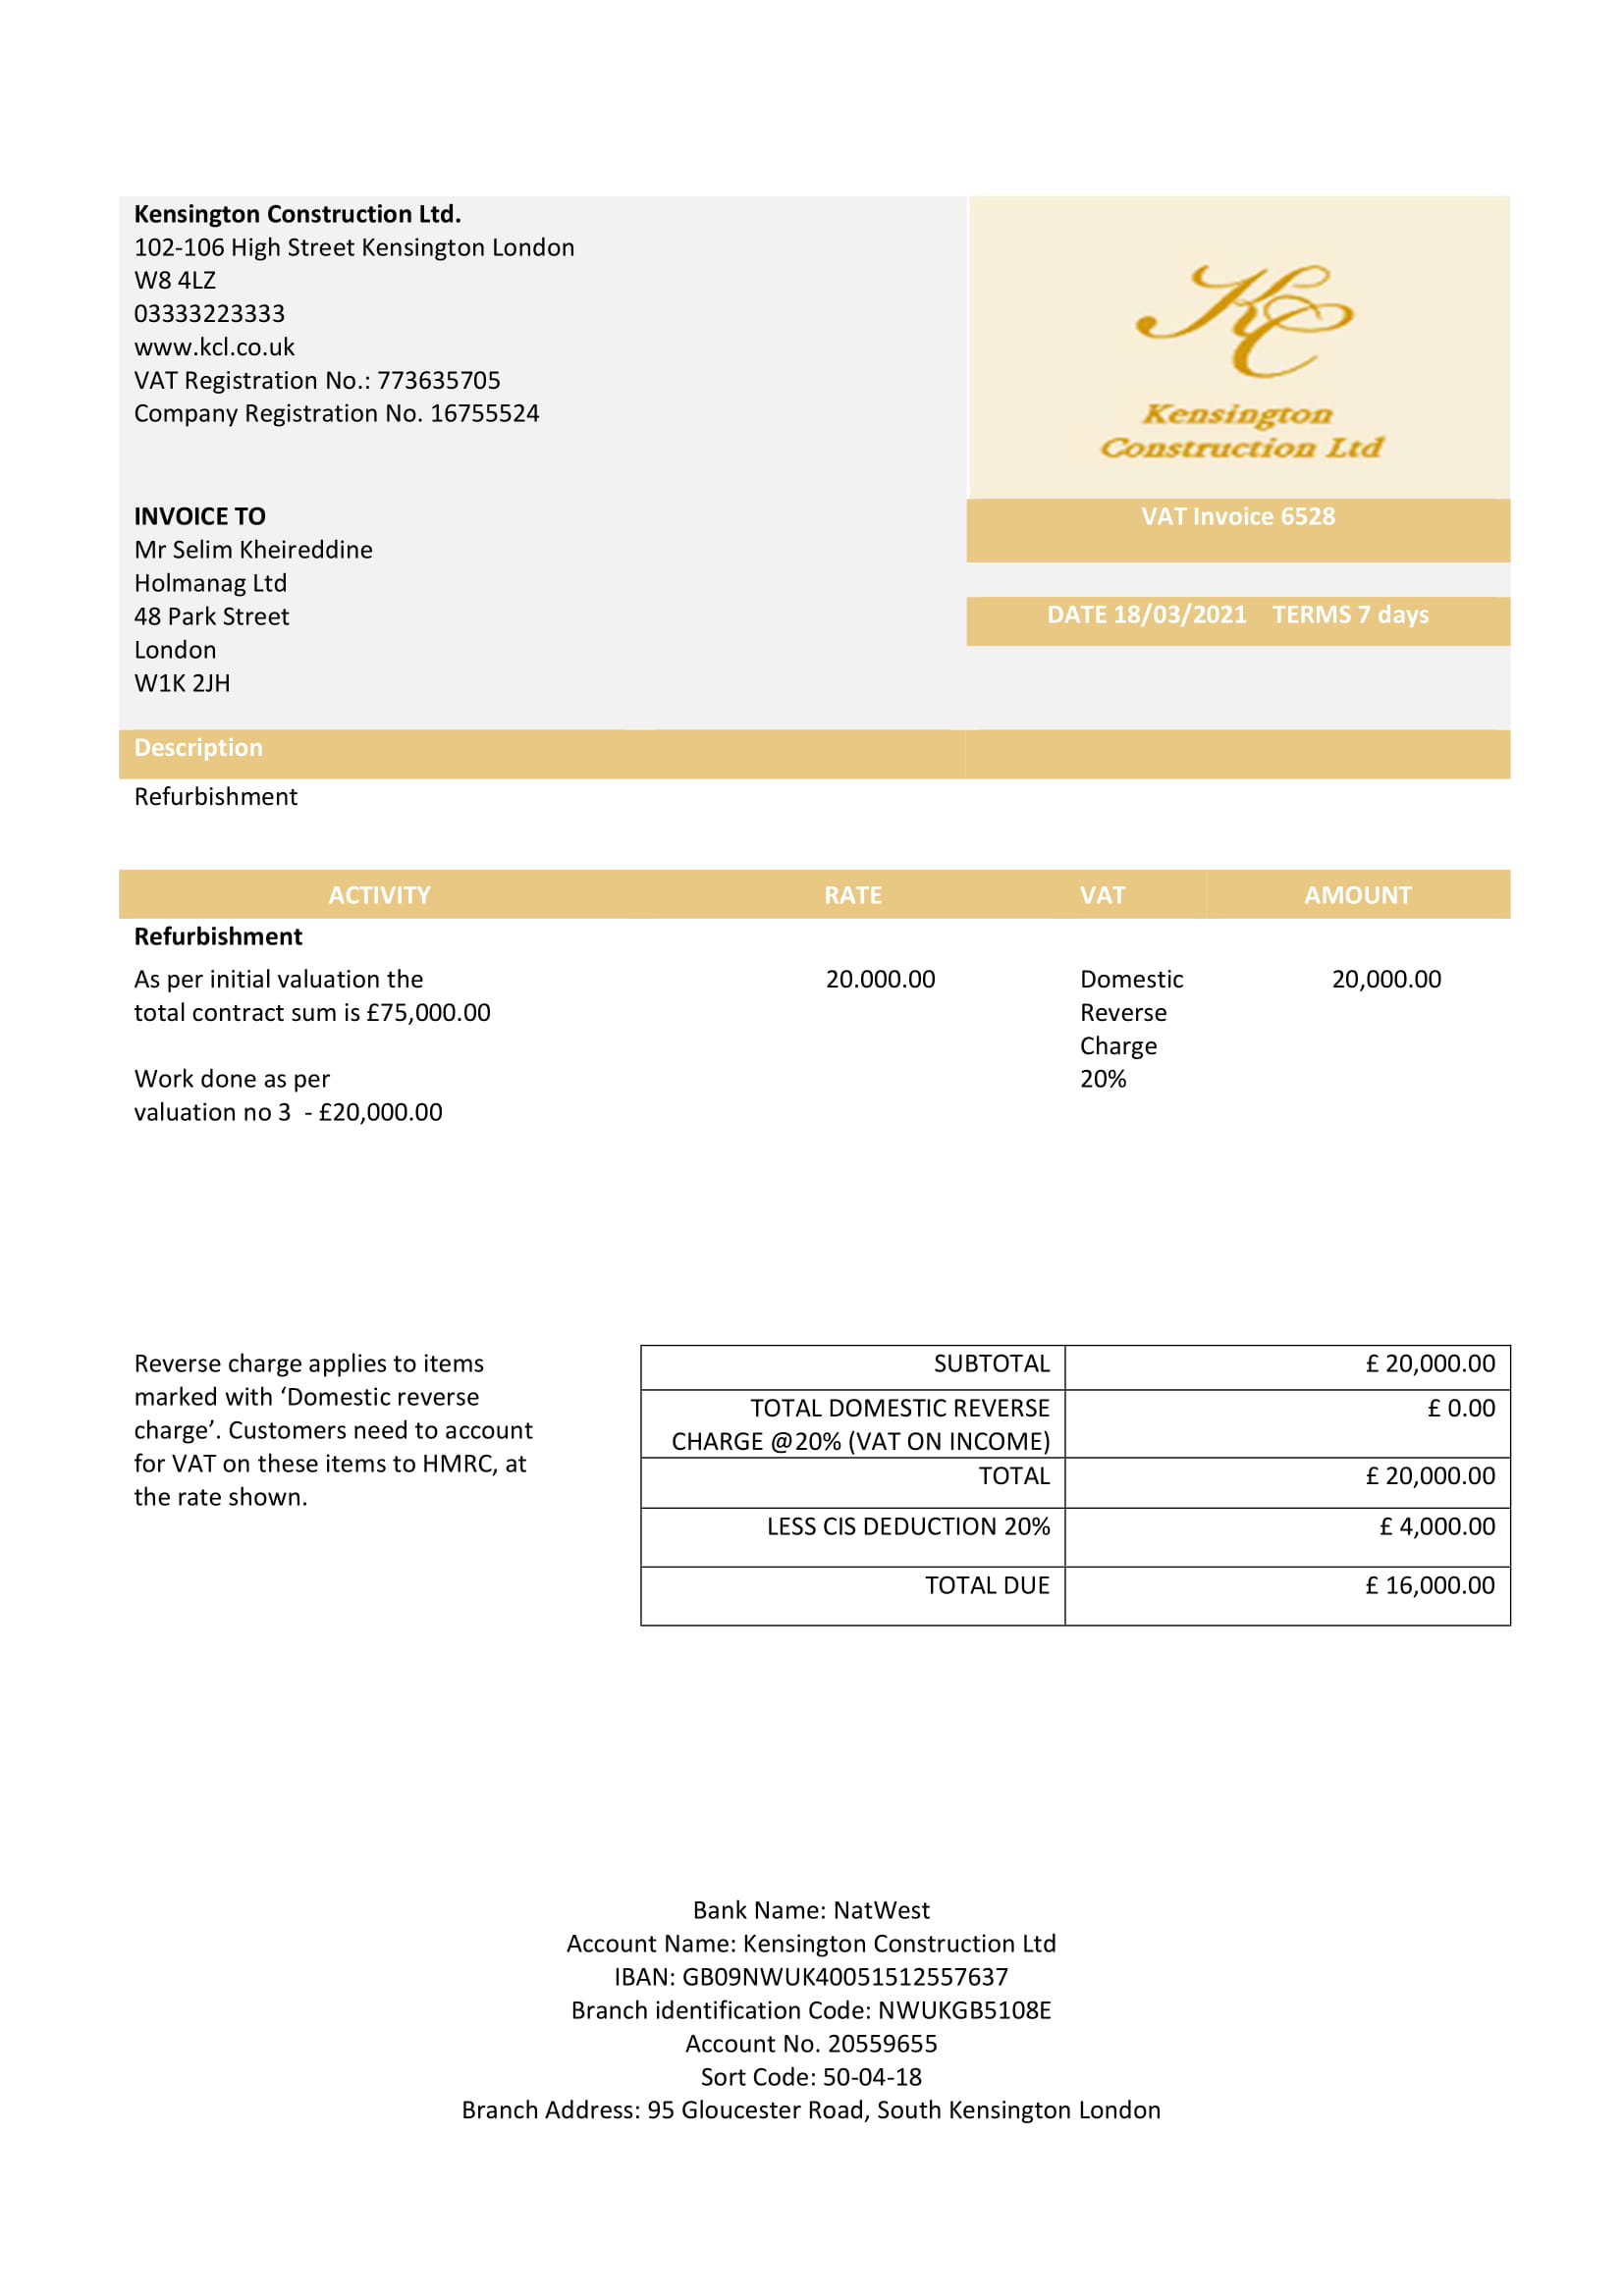 Kensington Construction Ltd.
102-106 High Street Kensington London
W8 4LZ
03333223333
www.kcl.co.uk
VAT Registration No.: 773635705
Company Registration No. 16755524
KC
Kensington
Construction Ltd
INVOICE TO
Mr Selim Kheireddine
Holmanag Ltd
48 Park Street
London
W1K 2JH
VAT Invoice 6528
DATE 18/03/2021 TERMS 7 days
Description
Refurbishment
ACTIVITY RATE VAT AMOUNT
Refurbishment
As per initial valuation the 20.000.00 Domestic 20,000.00
total contract sum is £75,000.00 Reverse
Charge
Work done as per 20%
valuation no 3 - £20,000.00
Reverse charge applies to items
marked with ‘Domestic reverse
charge’. Customers need to account
for VAT on these items to HMRC, at
the rate shown.
SUBTOTAL £ 20,000.00
TOTAL DOMESTIC REVERSE £ 0.00
CHARGE @20% (VAT ON INCOME)
TOTAL £ 20,000.00
LESS CIS DEDUCTION 20% £ 4,000.00
TOTAL DUE £ 16,000.00
Bank Name: NatWest
Account Name: Kensington Construction Ltd
IBAN: GB09NWUK40051512557637
Branch identification Code: NWUKGB5108E
Account No. 20559655
Sort Code: 50-04-18
Branch Address: 95 Gloucester Road, South Kensington London